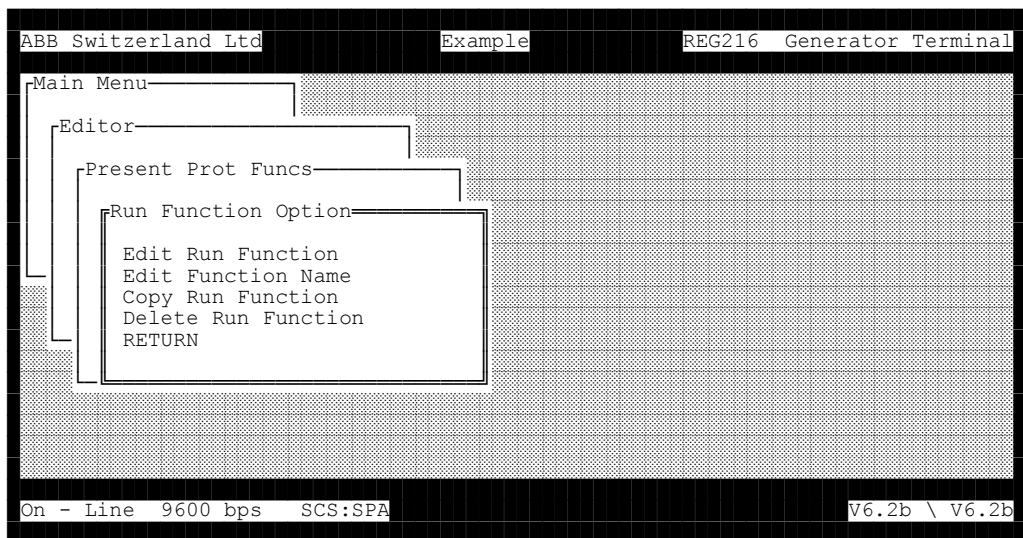 ABB Switzerland Ltd Example REG216 Generator Terminal
Main Menu
Editor
Present Prot Funcs
Run Function Option
Edit Run Function
Edit Function Name
Copy Run Function
Delete Run Function
RETURN
On - Line 9600 bps SCS:SPA V6.2b \ V6.2b